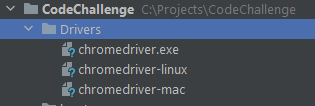 CodeChallenge C:\Projects\CodeChallenge
Drivers
chromedriver.exe
chromedriver-linux
chromedriver-mac